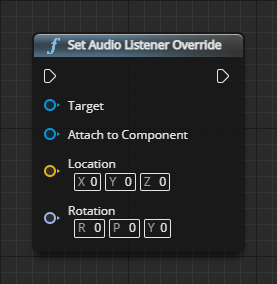 f Set Audio Listener Override
Target
Attach to Component
Location
X 0 Y 0 Z 0
Rotation
R 0 P 0 Y 0